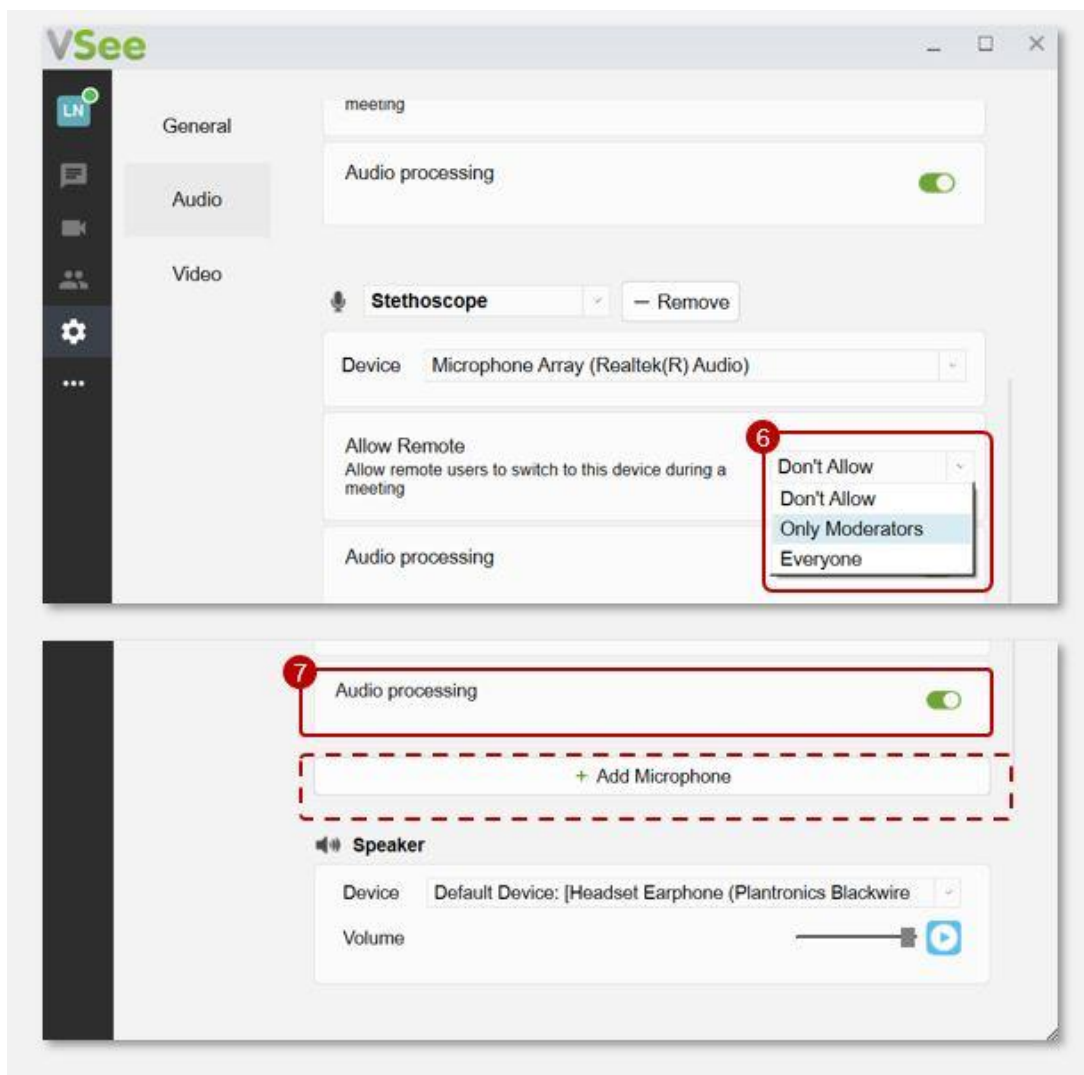 VSee
LN
General
Audio
Video
meeting
Audio processing
Stethoscope
− Remove
Device Microphone Array (Realtek(R) Audio)
Allow Remote
Allow remote users to switch to this device during a
meeting
6
Don't Allow
Don't Allow
Only Moderators
Everyone
Audio processing
7
Audio processing
+ Add Microphone
Speaker
Device Default Device: [Headset Earphone (Plantronics Blackwire
Volume